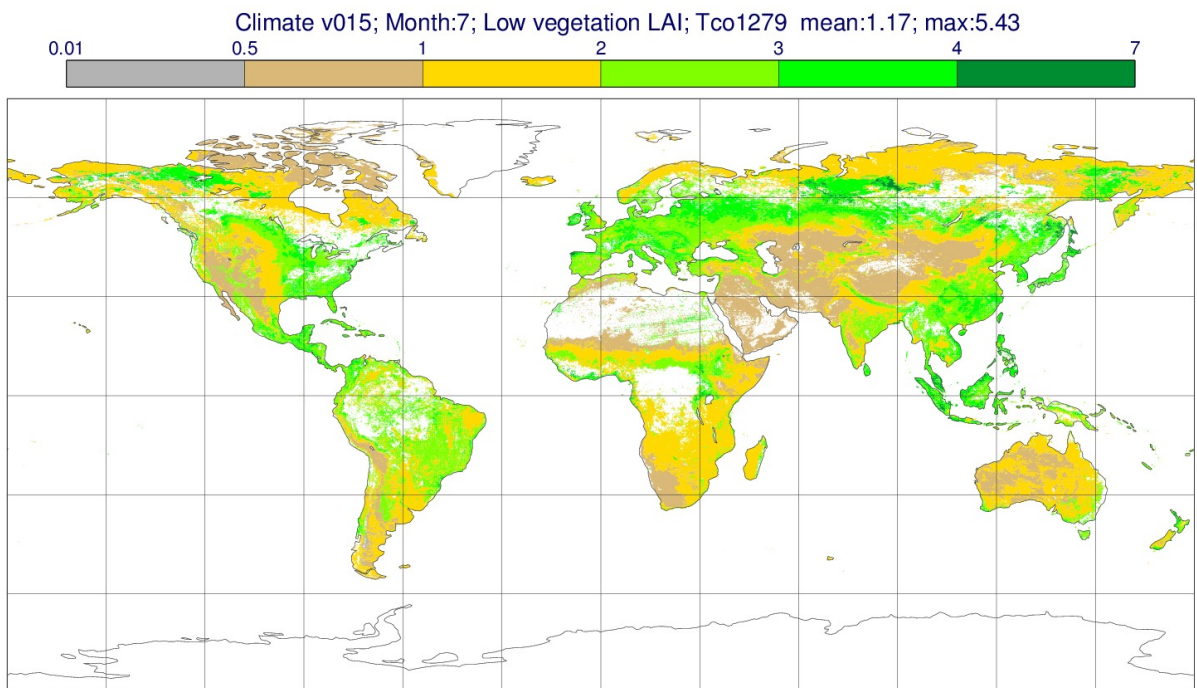 Climate v015; Month:7; Low vegetation LAI; Tco1279 mean:1.17; max:5.43
0.01 0.5 1 2 3 4 7